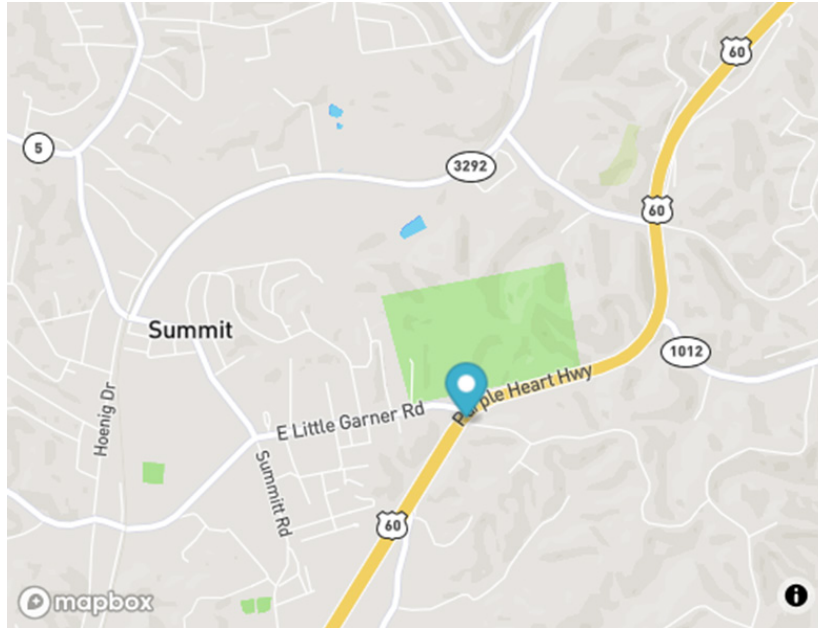 60
5
3292
60
Summit
1012
Purple Heart Hwy
Hoenig Dr
E Little Garner Rd
Summitt Rd
60
mapbox
i